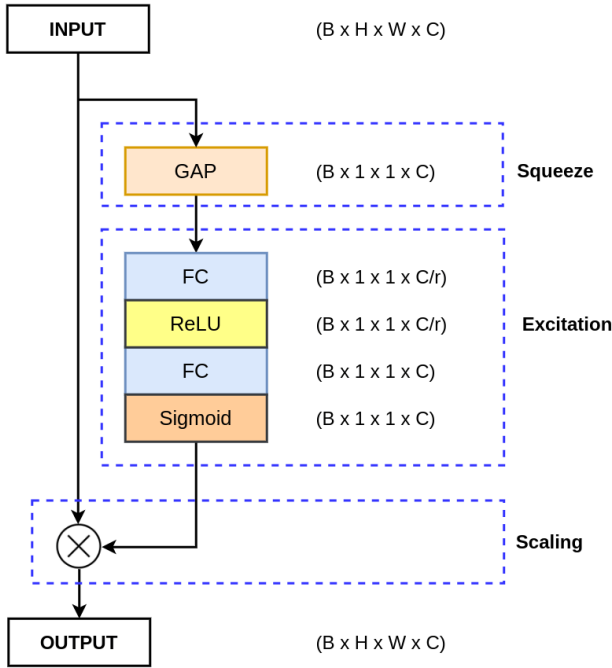 INPUT (B x H x W x C)
GAP (B x 1 x 1 x C) Squeeze
FC (B x 1 x 1 x C/r)
ReLU (B x 1 x 1 x C/r) Excitation
FC (B x 1 x 1 x C)
Sigmoid (B x 1 x 1 x C)
Scaling
OUTPUT (B x H x W x C)